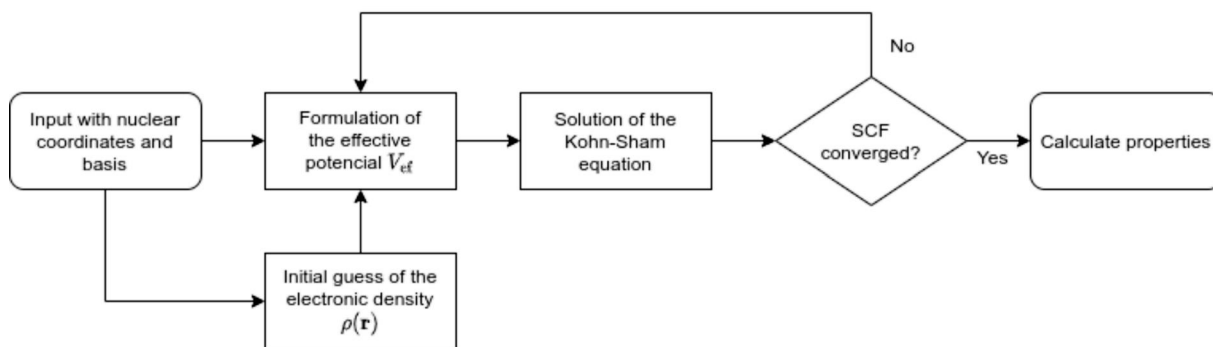 No
Input with nuclear
coordinates and
basis
Formulation of
the effective
potencial V_ef
Solution of the
Kohn-Sham
equation
SCF
converged?
Yes
Calculate properties
Initial guess of the
electronic density
ρ(r)